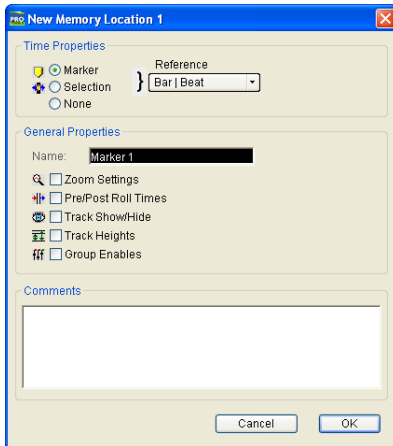 PRO New Memory Location 1
Time Properties
Marker
Selection
None
Reference
Bar|Beat
General Properties
Name: Marker 1
Zoom Settings
Pre/Post Roll Times
Track Show/Hide
Track Heights
Group Enables
Comments
Cancel OK